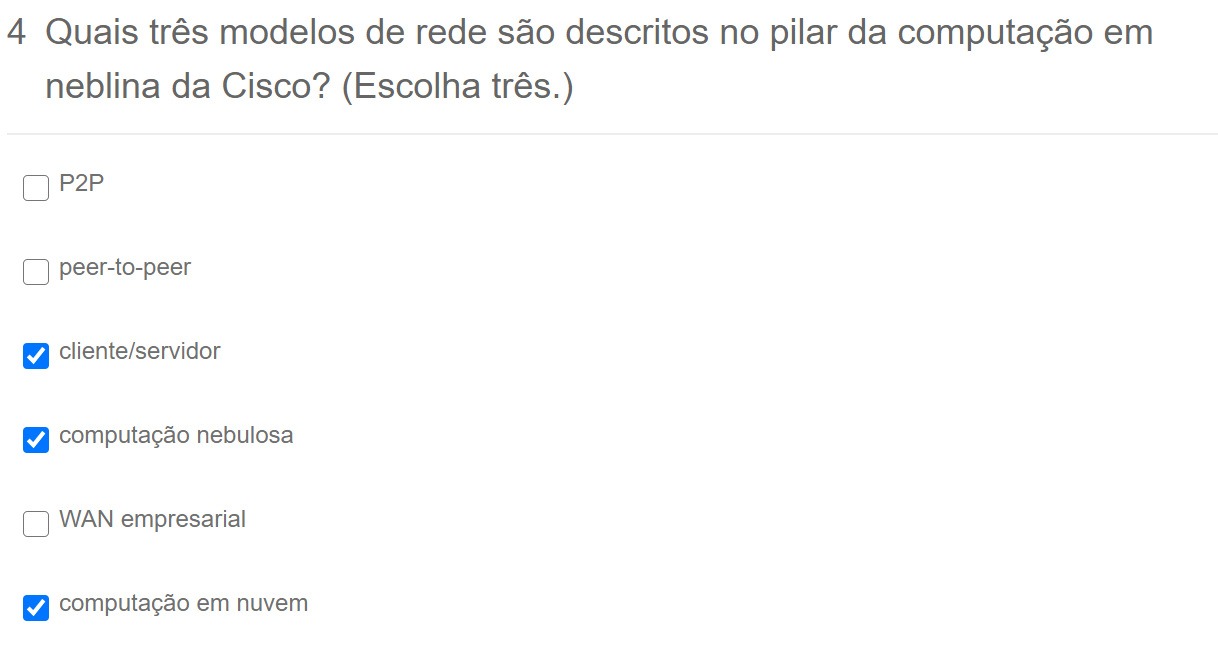 4 Quais três modelos de rede são descritos no pilar da computação em
neblina da Cisco? (Escolha três.)
P2P
peer-to-peer
cliente/servidor
computação nebulosa
WAN empresarial
computação em nuvem